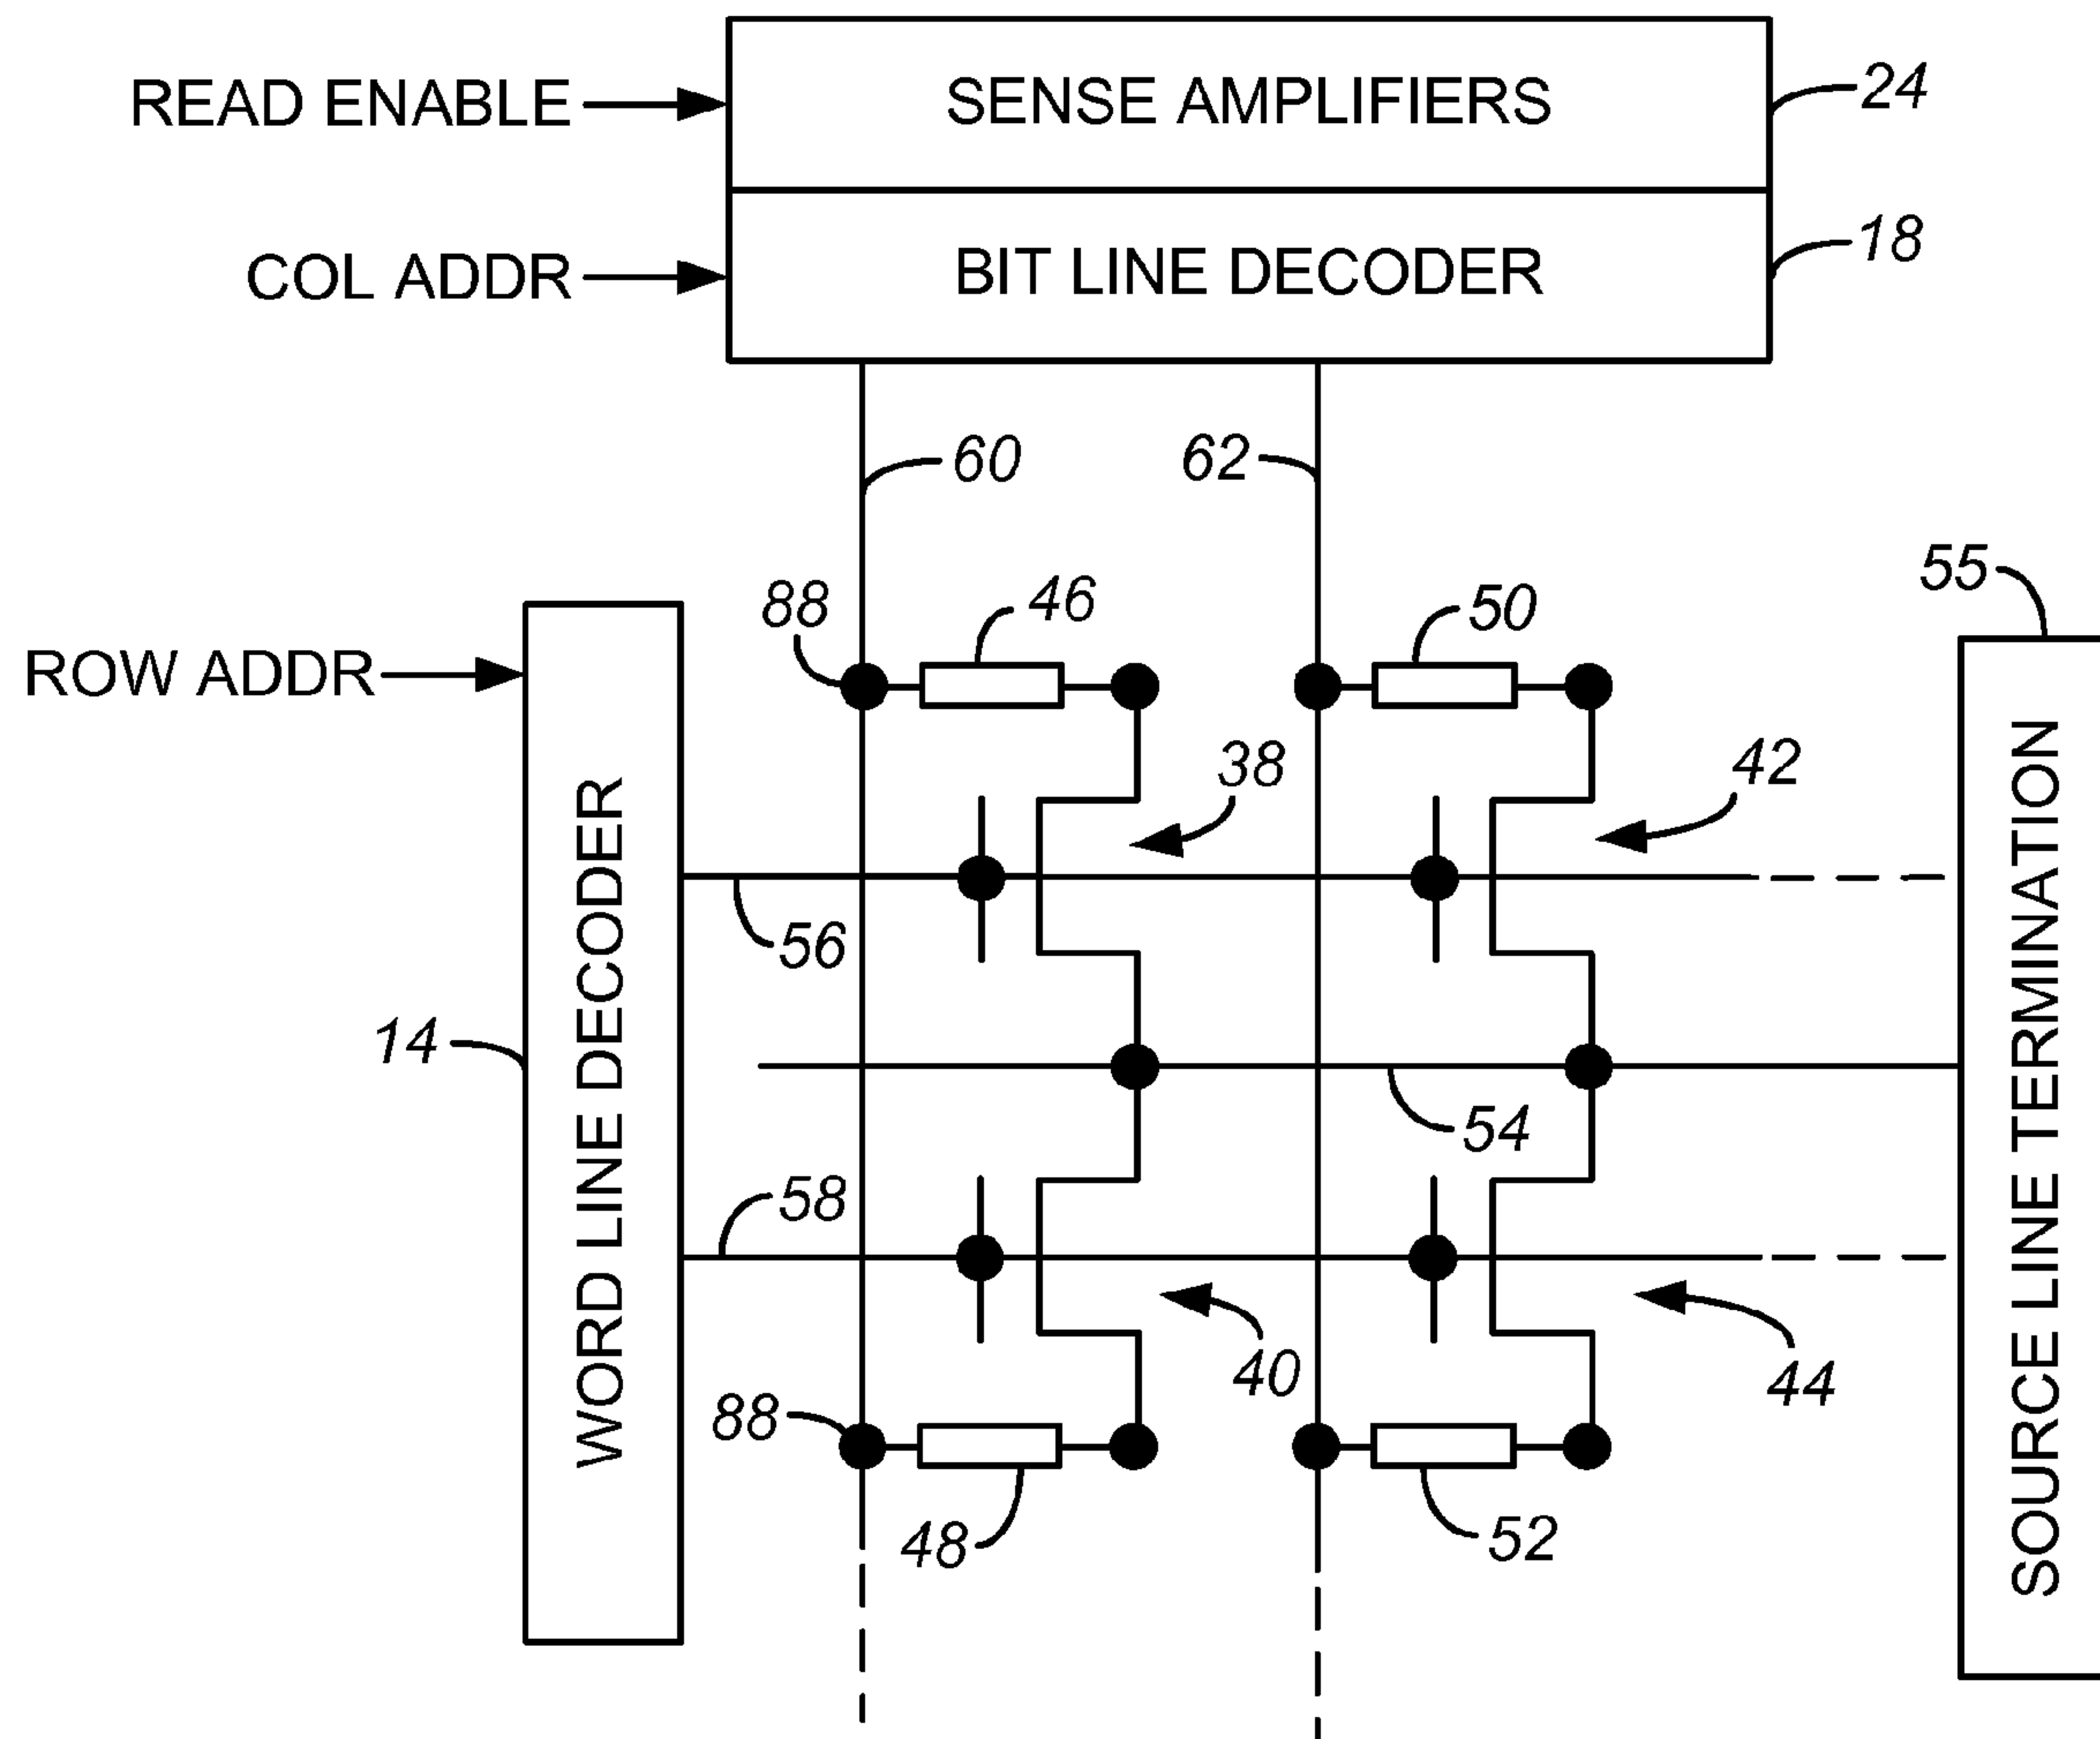 READ ENABLE
SENSE AMPLIFIERS
24
COL ADDR
BIT LINE DECODER
18
60
62
55
88
46
50
ROW ADDR
38
42
56
14
WORD LINE DECODER
SOURCE LINE TERMINATION
54
58
40
44
88
48
52